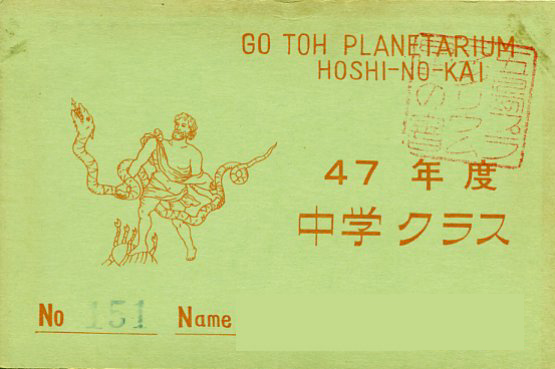 GO TOH PLANETARIUM
HOSHI-NO-KAI
47 年 度
中学 クラス
No 151 Name